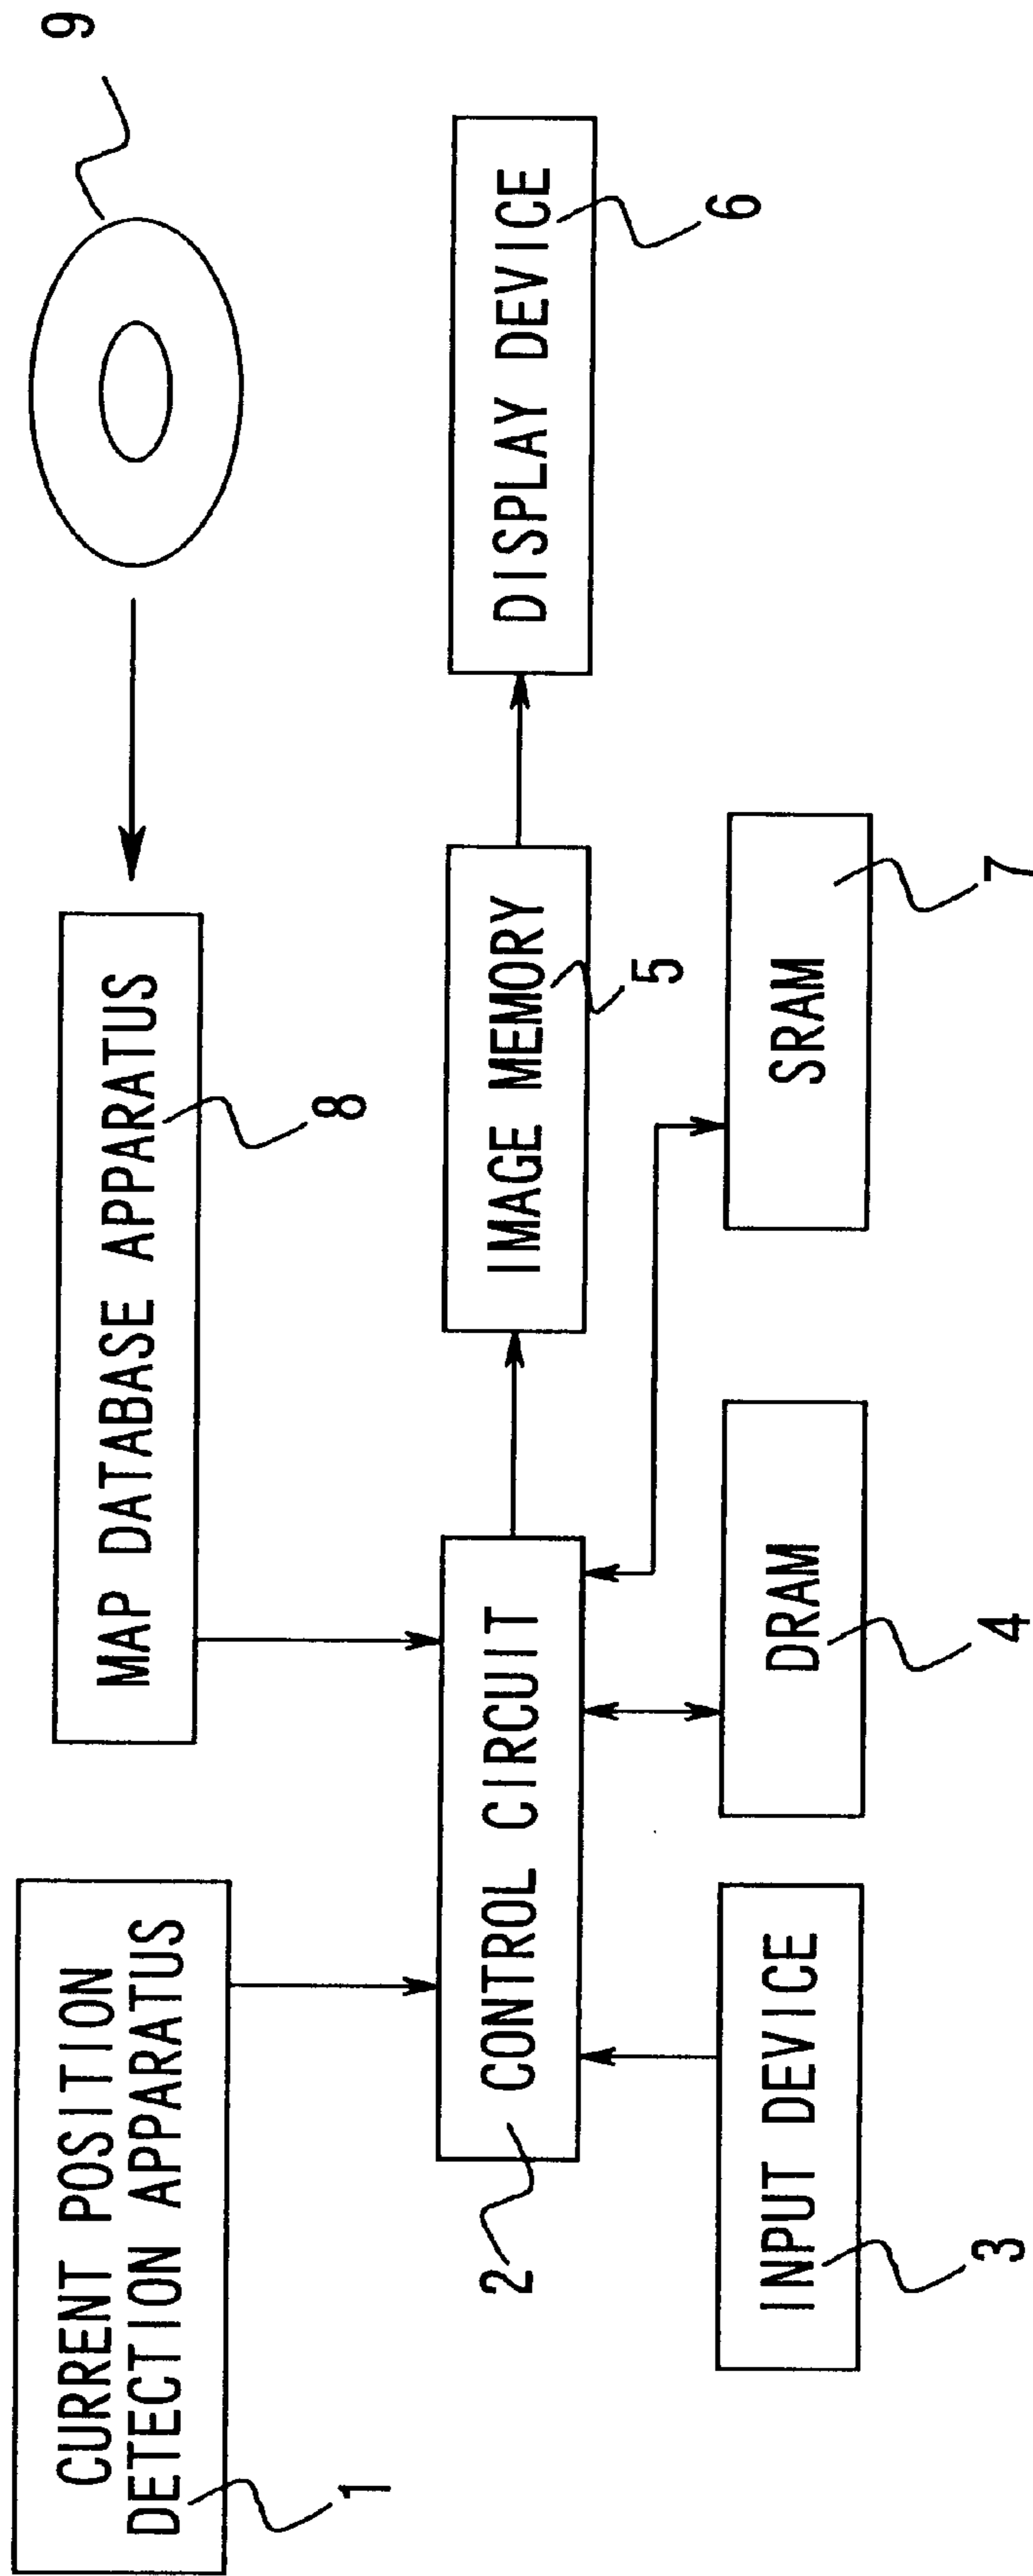 9
CURRENT POSITION
DETECTION APPARATUS
1
MAP DATABASE APPARATUS
8
2
CONTROL CIRCUIT
IMAGE MEMORY
5
DISPLAY DEVICE
6
INPUT DEVICE
3
DRAM
4
SRAM
7